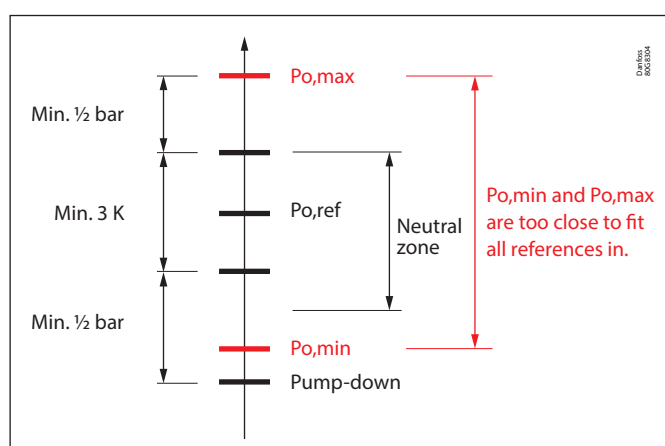 Danfoss
80G8304
Po,max
Min. ½ bar
Min. 3 K
Po,ref
Neutral
zone
Po,min and Po,max
are too close to fit
all references in.
Min. ½ bar
Po,min
Pump-down